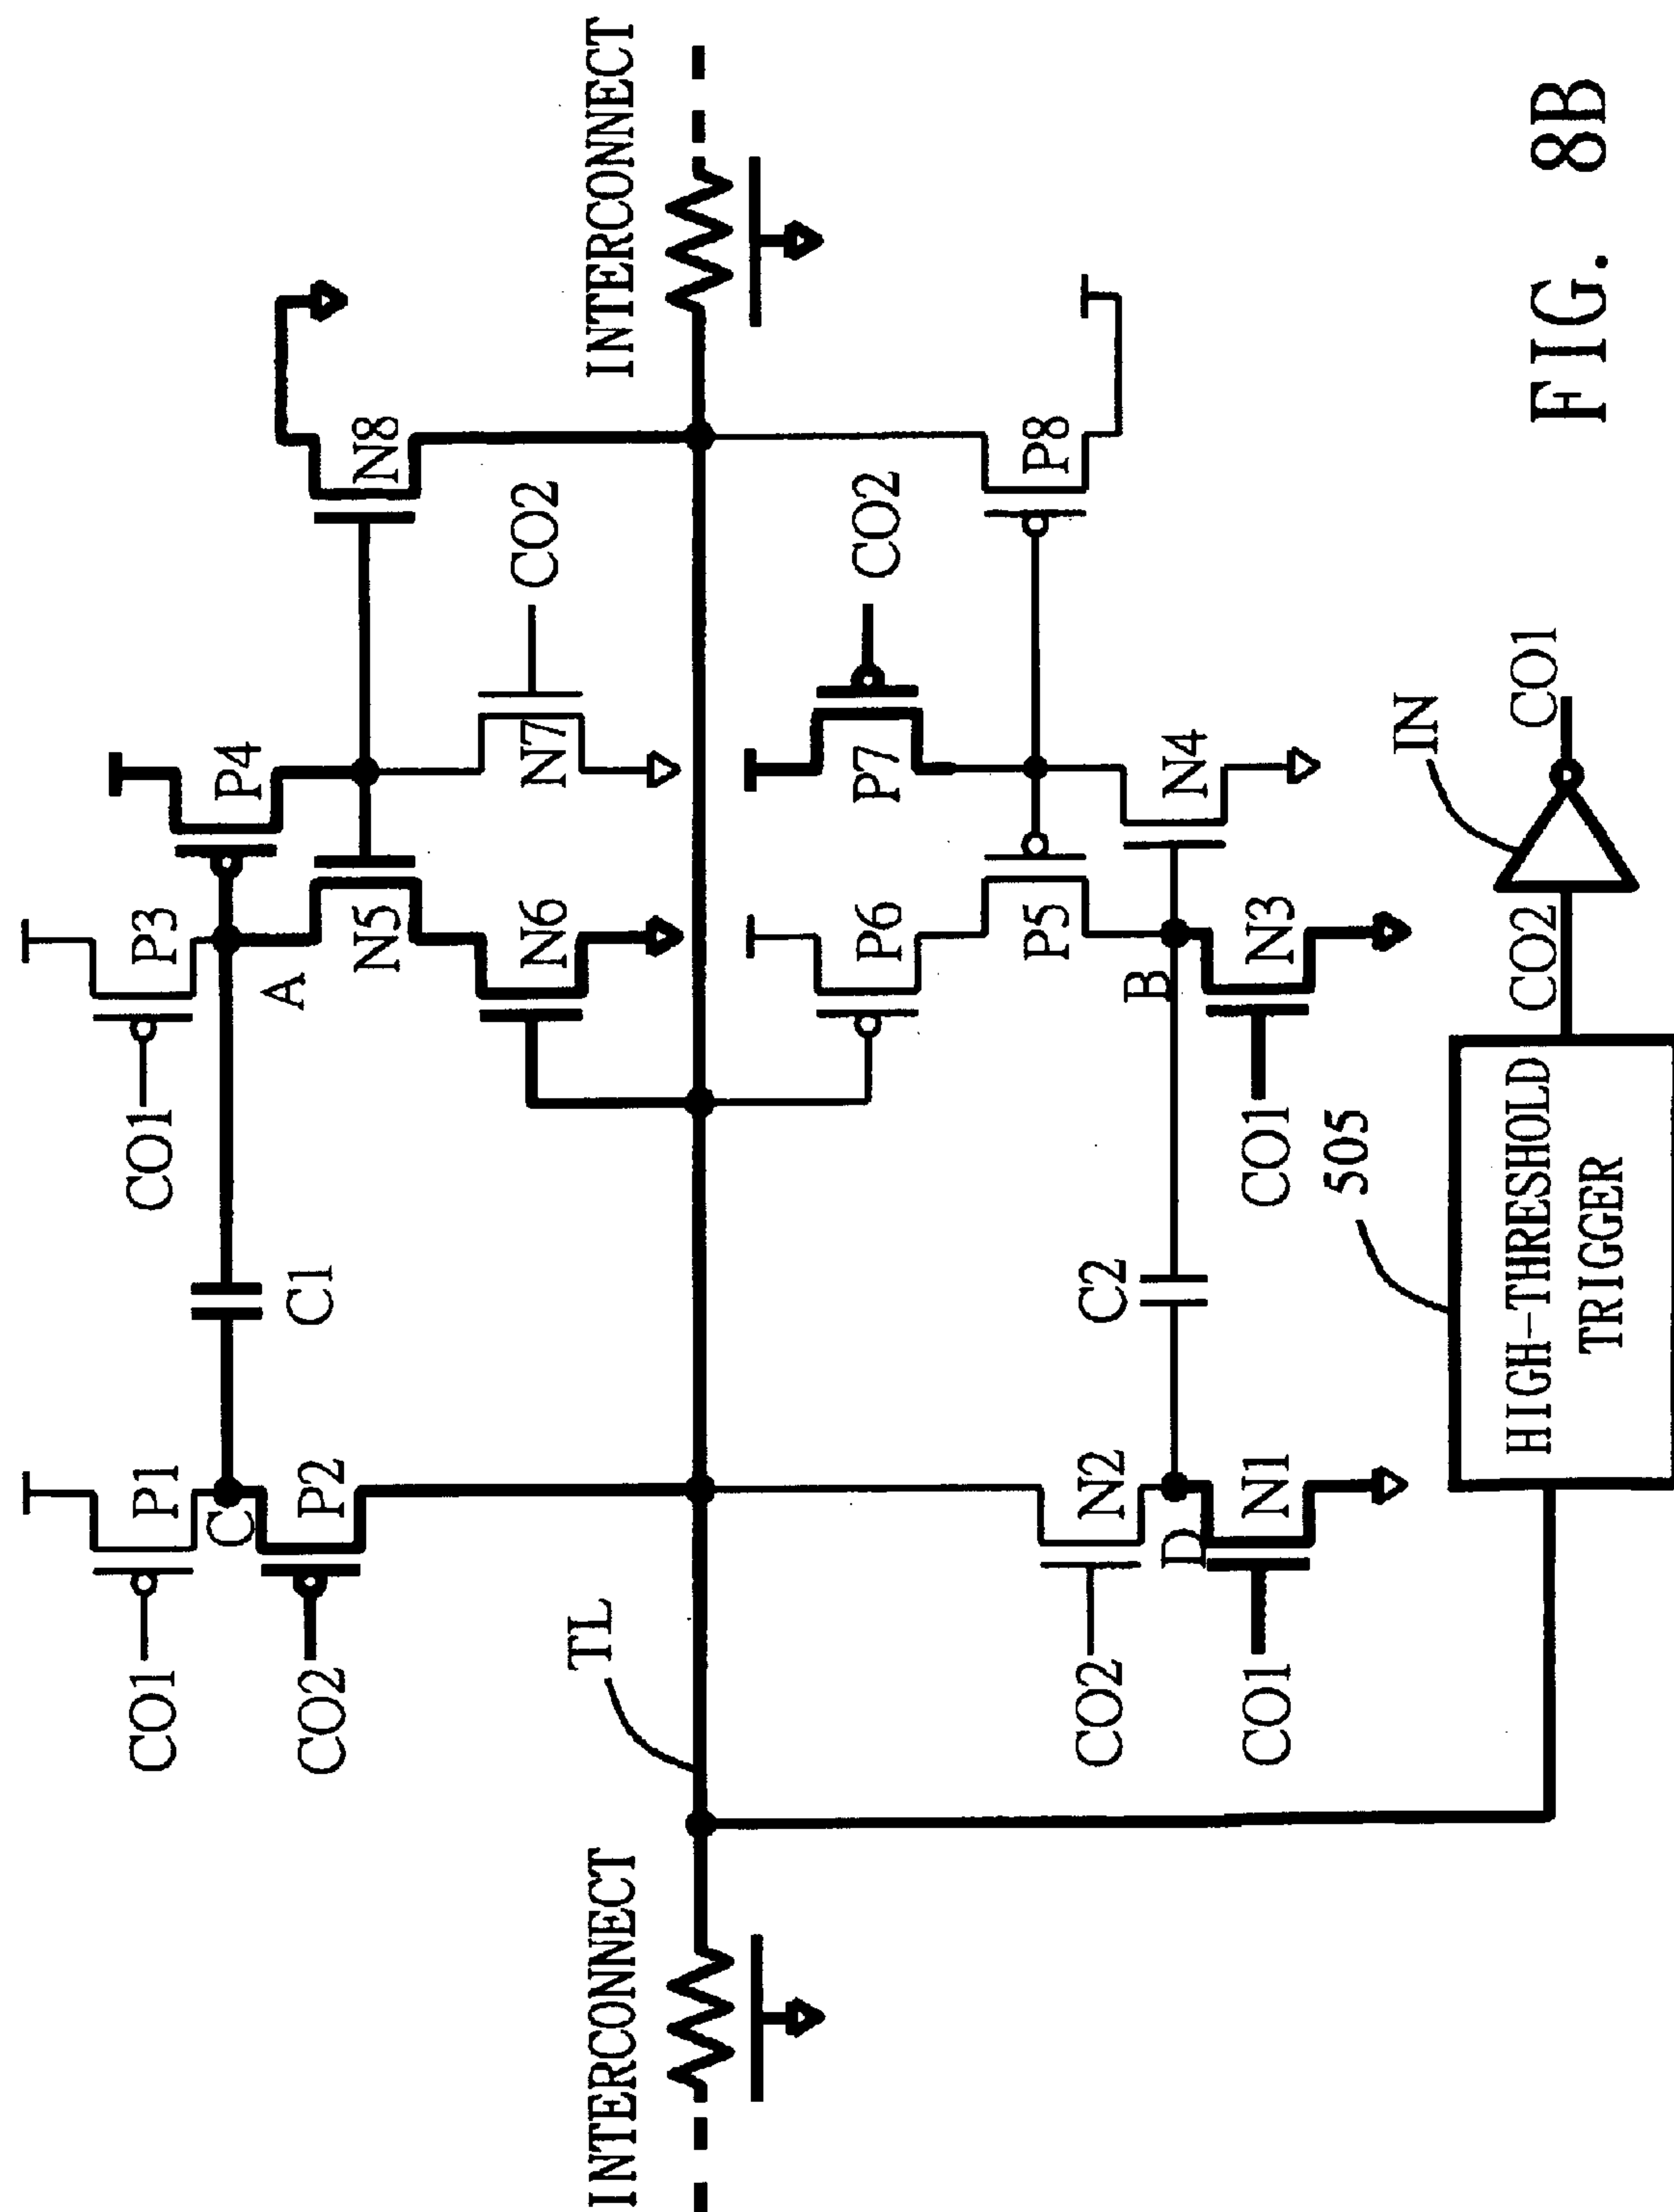 CO1
P1
C
P2
CO2
C1
CO1
P3
A
P4
N5
N6
N7
CO2
N8
INTERCONNECT
TL
INTERCONNECT
CO2
N2
D
N1
CO1
C2
P6
P5
B
N3
CO1
P7
CO2
N4
P8
505
HIGH-THRESHOLD
TRIGGER
CO2
IN
CO1
FIG. 8B